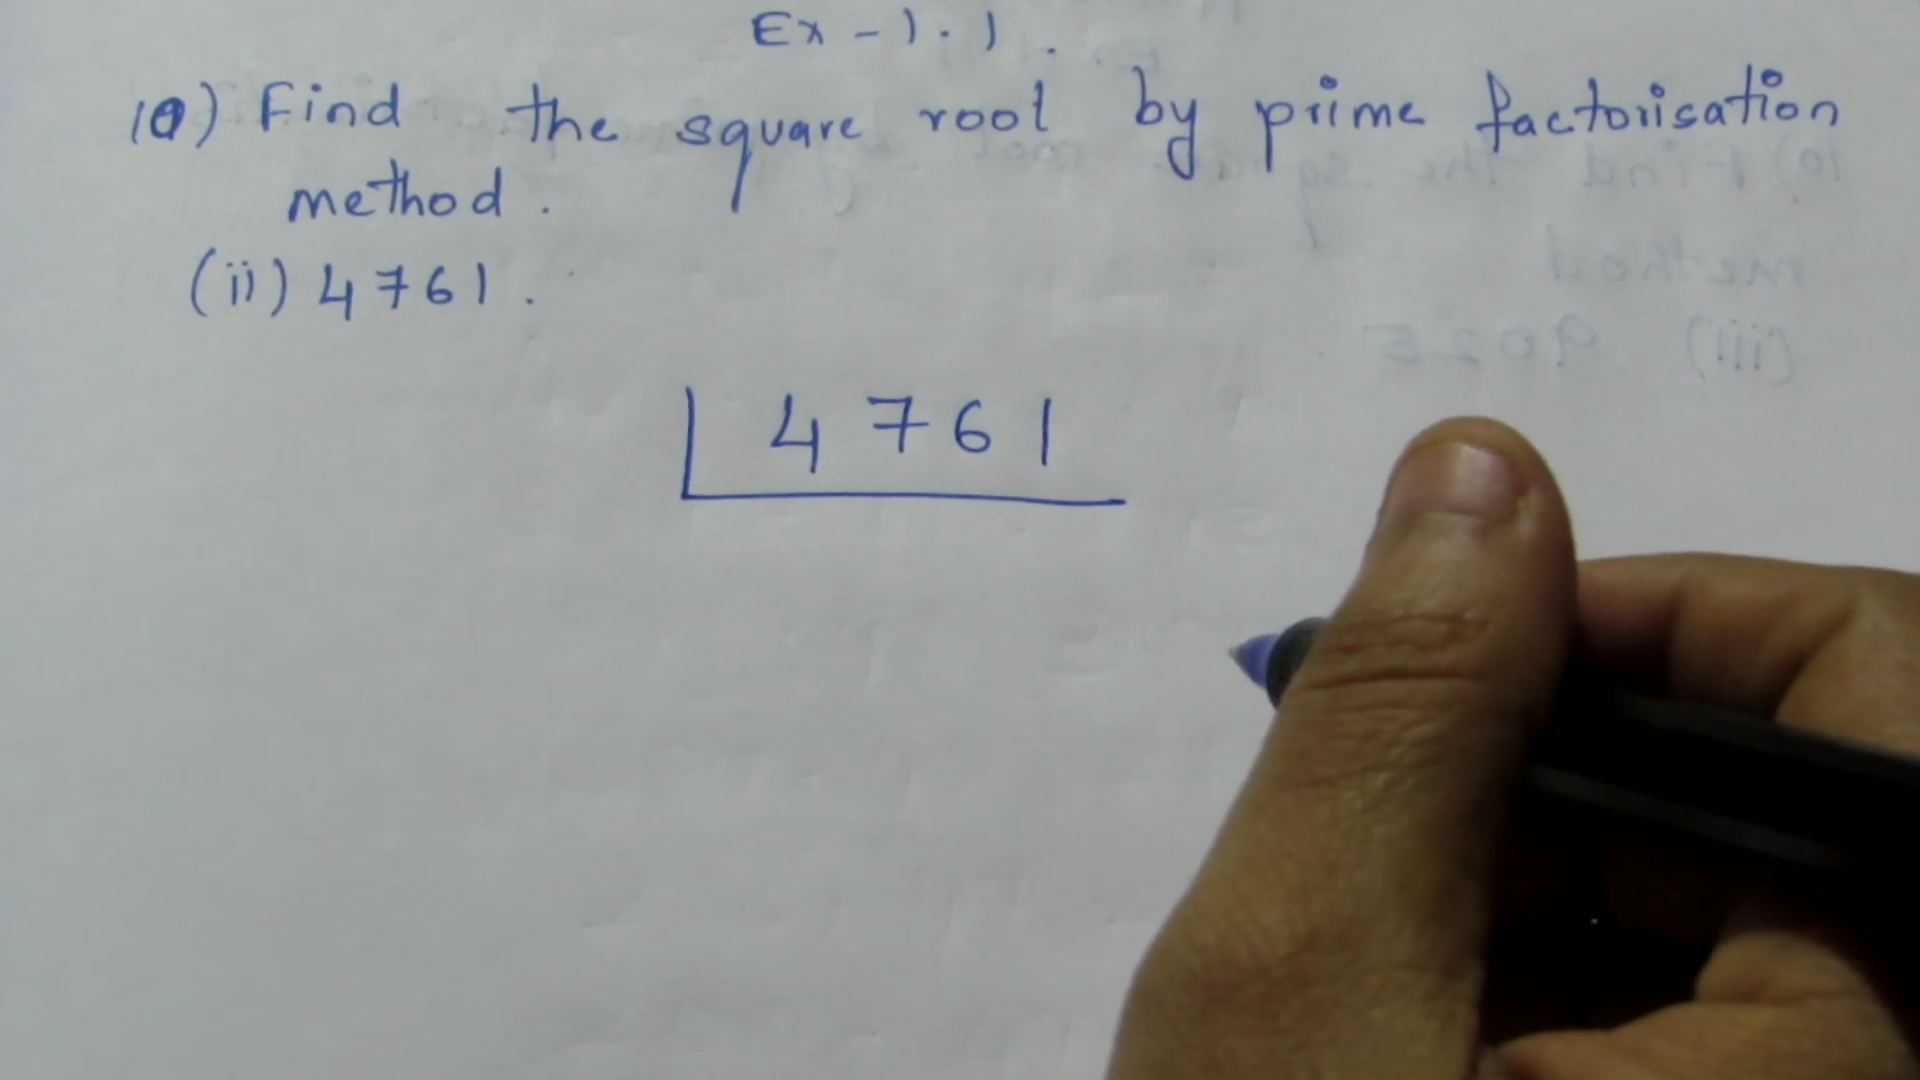 Ex - 1.1.
10) Find the square root by prime factorisation
method.
(ii) 4761.
4761